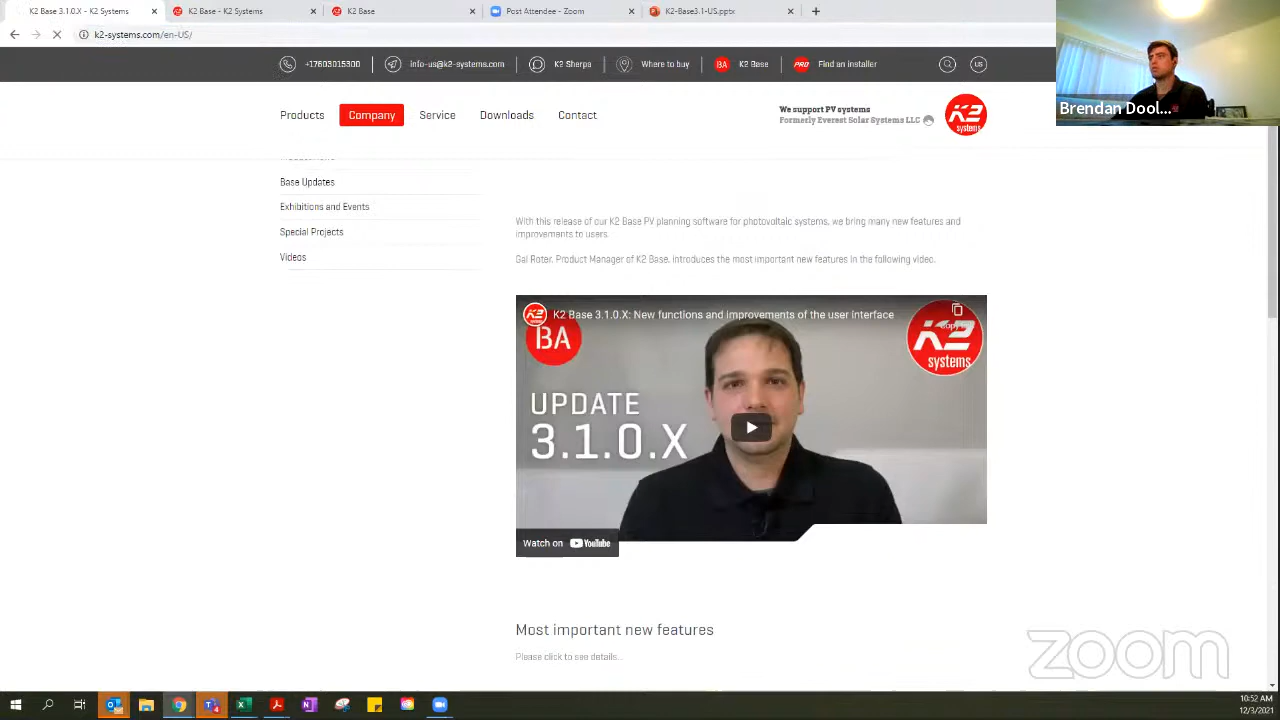 K2 Base 3.1.0.X - K2 Systems
K2 Base - K2 Systems
K2 Base
Post Attendee - Zoom
K2-Base3.1-US.pptx
k2-systems.com/en-US/
+17603015300
info-us@k2-systems.com
K2 Sherpa
Where to buy
BA
K2 Base
PRO
Find an installer
US
Products
Company
Service
Downloads
Contact
We support PV systems
Formerly Everest Solar Systems LLC
K2
systems
Brendan Dool...
Base Updates
Exhibitions and Events
Special Projects
Videos
With this release of our K2 Base PV planning software for photovoltaic systems, we bring many new features and
improvements to users.
Gal Roter, Product Manager of K2 Base, introduces the most important new features in the following video.
K2 Base 3.1.0.X: New functions and improvements of the user interface
BA
K2
systems
UPDATE
3.1.0.X
Watch on YouTube
Most important new features
Please click to see details...
zoom
10:52 AM
12/3/2021